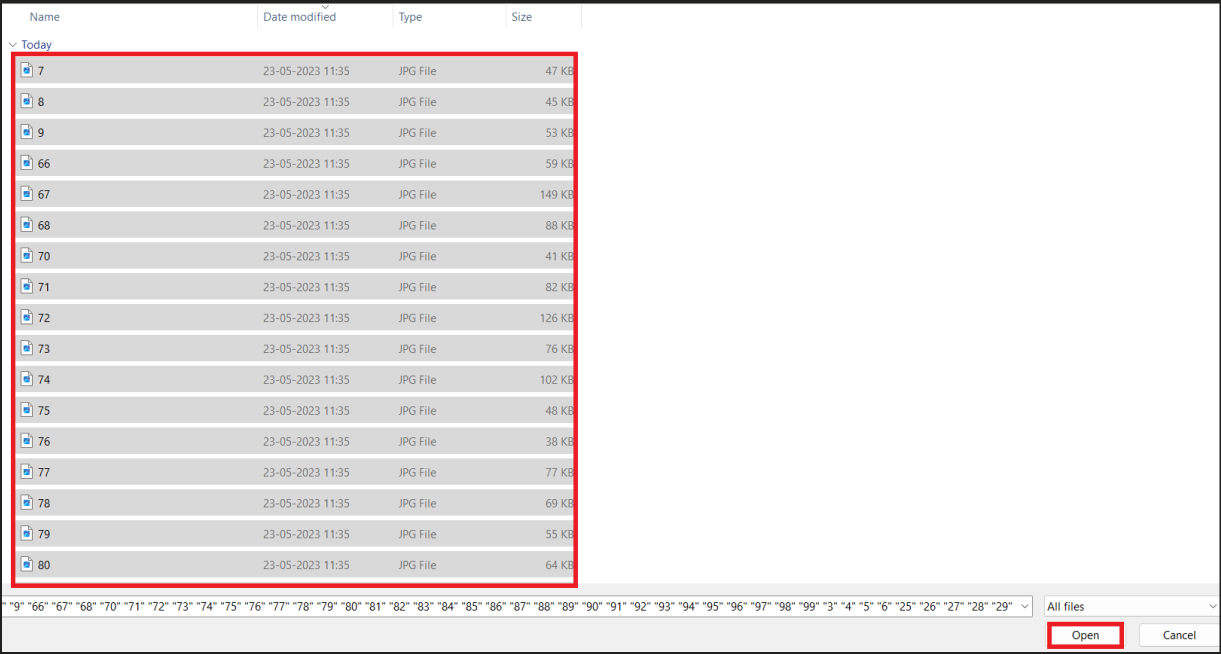 Name Date modified Type Size
Today
7 23-05-2023 11:35 JPG File 47 KB
8 23-05-2023 11:35 JPG File 45 KB
9 23-05-2023 11:35 JPG File 53 KB
66 23-05-2023 11:35 JPG File 59 KB
67 23-05-2023 11:35 JPG File 149 KB
68 23-05-2023 11:35 JPG File 88 KB
70 23-05-2023 11:35 JPG File 41 KB
71 23-05-2023 11:35 JPG File 82 KB
72 23-05-2023 11:35 JPG File 126 KB
73 23-05-2023 11:35 JPG File 76 KB
74 23-05-2023 11:35 JPG File 102 KB
75 23-05-2023 11:35 JPG File 48 KB
76 23-05-2023 11:35 JPG File 38 KB
77 23-05-2023 11:35 JPG File 77 KB
78 23-05-2023 11:35 JPG File 69 KB
79 23-05-2023 11:35 JPG File 55 KB
80 23-05-2023 11:35 JPG File 64 KB
" "9" "66" "67" "68" "70" "71" "72" "73" "74" "75" "76" "77" "78" "79" "80" "81" "82" "83" "84" "85" "86" "87" "88" "89" "90" "91" "92" "93" "94" "95" "96" "97" "98" "99" "3" "4" "5" "6" "25" "26" "27" "28" "29" All files
Open Cancel